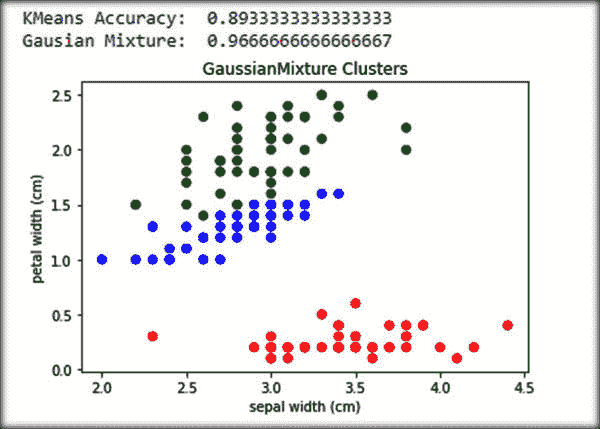 KMeans Accuracy: 0.8933333333333333
Gausian Mixture: 0.9666666666666667
GaussianMixture Clusters
petal width (cm)
2.5
2.0
1.5
1.0
0.5
0.0
2.0 2.5 3.0 3.5 4.0 4.5
sepal width (cm)